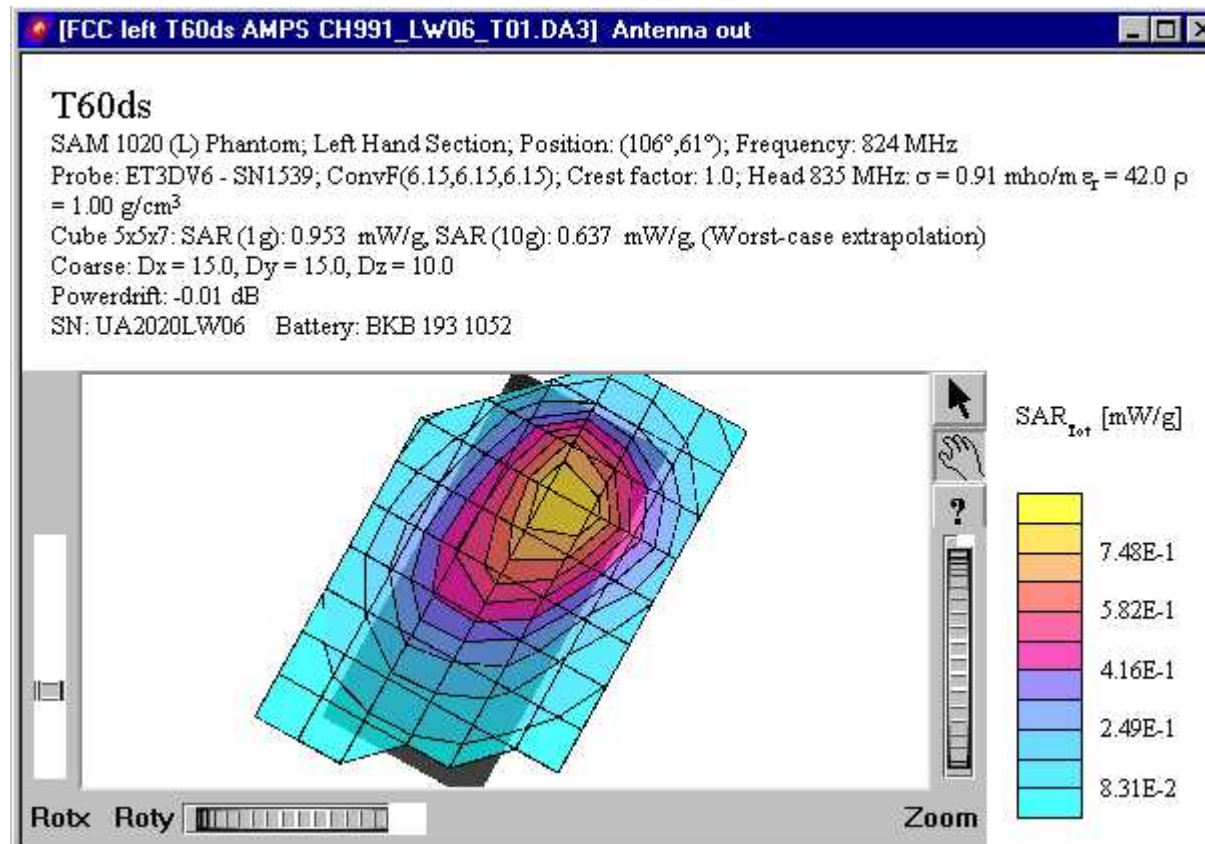 [FCC left T60ds AMPS CH991_LW06_T01.DA3] Antenna out
T60ds
SAM 1020 (L) Phantom; Left Hand Section; Position: (106°,61°); Frequency: 824 MHz
Probe: ET3DV6 - SN1539; ConvF(6.15,6.15,6.15); Crest factor: 1.0; Head 835 MHz: σ = 0.91 mho/m εr = 42.0 ρ
= 1.00 g/cm³
Cube 5x5x7: SAR (1g): 0.953 mW/g, SAR (10g): 0.637 mW/g, (Worst-case extrapolation)
Coarse: Dx = 15.0, Dy = 15.0, Dz = 10.0
Powerdrift: -0.01 dB
SN: UA2020LW06 Battery: BKB 193 1052
?
SAR Tot [mW/g]
7.48E-1
5.82E-1
4.16E-1
2.49E-1
8.31E-2
Rotx Roty Zoom